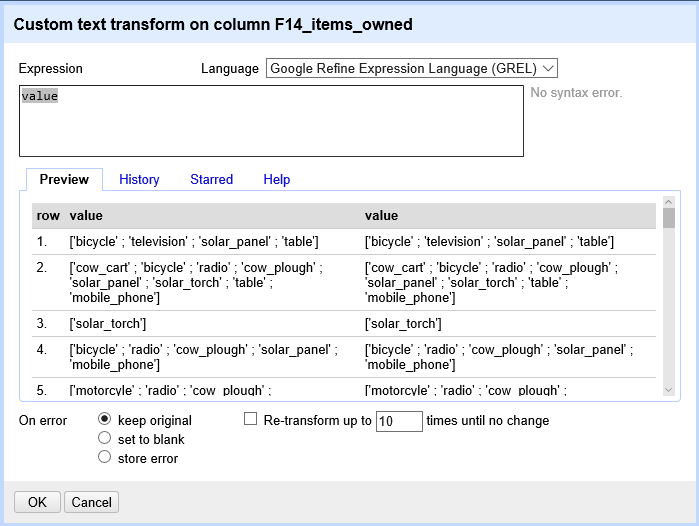 Custom text transform on column F14_items_owned
Expression Language Google Refine Expression Language (GREL)
value No syntax error.
Preview History Starred Help
row value value
1. ['bicycle' ; 'television' ; 'solar_panel' ; 'table'] ['bicycle' ; 'television' ; 'solar_panel' ; 'table']
2. ['cow_cart' ; 'bicycle' ; 'radio' ; 'cow_plough' ; ['cow_cart' ; 'bicycle' ; 'radio' ; 'cow_plough' ;
'solar_panel' ; 'solar_torch' ; 'table' ; 'solar_panel' ; 'solar_torch' ; 'table' ;
'mobile_phone'] 'mobile_phone']
3. ['solar_torch'] ['solar_torch']
4. ['bicycle' ; 'radio' ; 'cow_plough' ; 'solar_panel' ; ['bicycle' ; 'radio' ; 'cow_plough' ; 'solar_panel' ;
'mobile_phone'] 'mobile_phone']
5. ['motorcyle' ; 'radio' ; 'cow_plough' ; ['motorcyle' ; 'radio' ; 'cow_plough' ;
On error keep original Re-transform up to 10 times until no change
set to blank
store error
OK Cancel